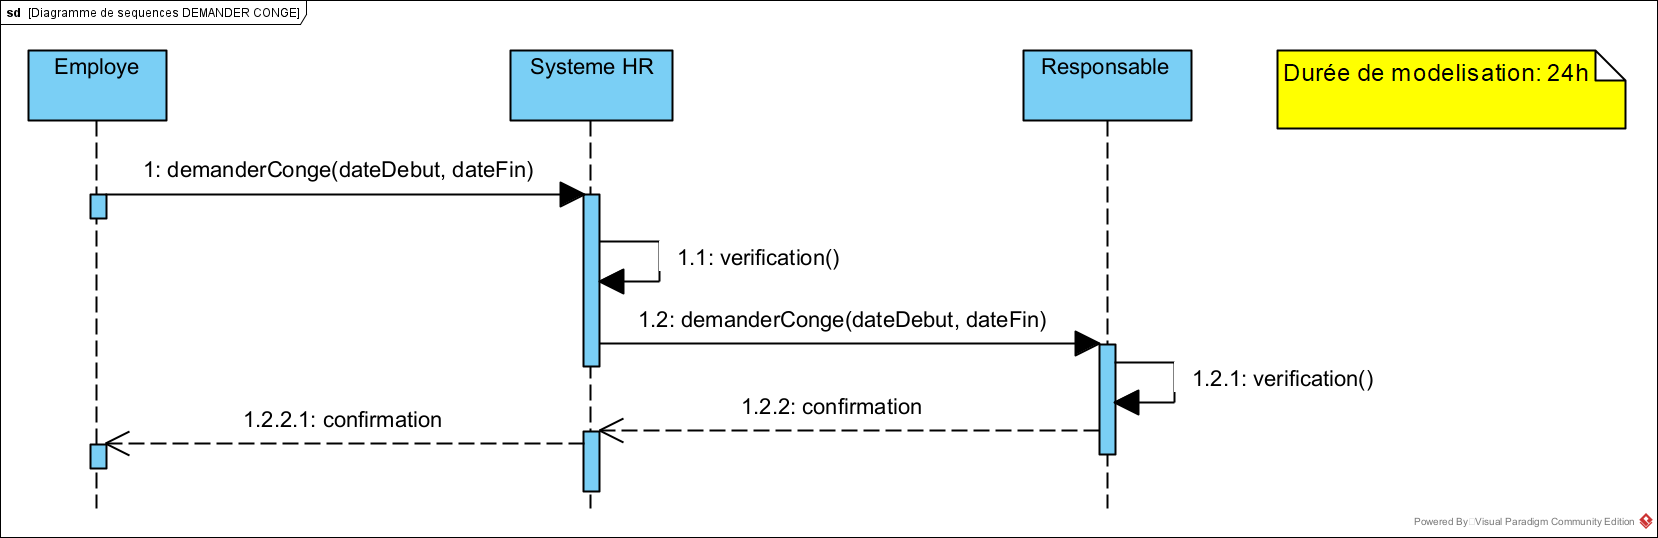 sd [Diagramme de sequences DEMANDER CONGE]
Employe
Systeme HR
Responsable
Durée de modelisation: 24h
1: demanderConge(dateDebut, dateFin)
1.1: verification()
1.2: demanderConge(dateDebut, dateFin)
1.2.1: verification()
1.2.2: confirmation
1.2.2.1: confirmation
Powered By Visual Paradigm Community Edition